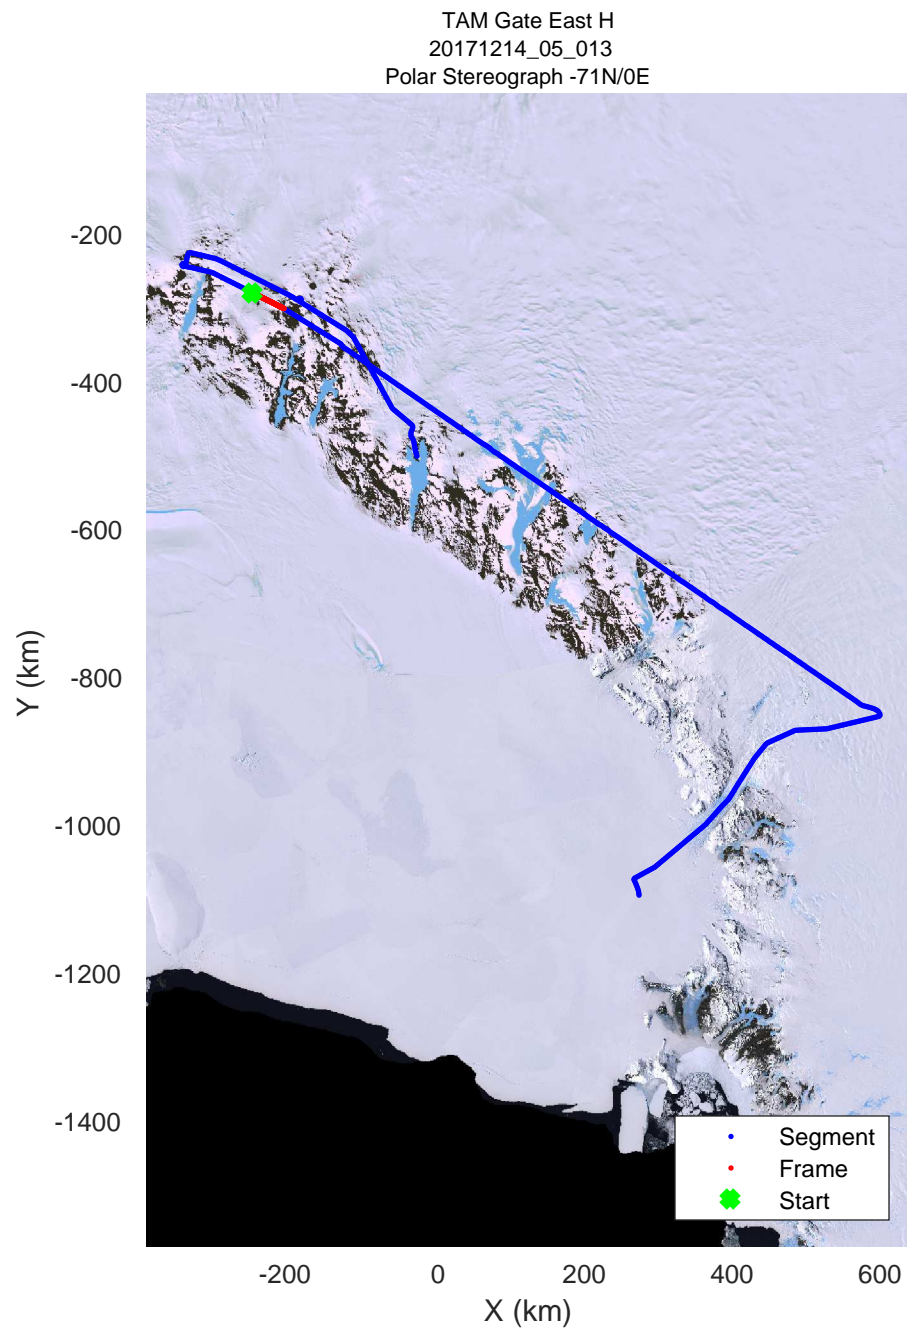 TAM Gate East H
20171214_05_013
Polar Stereograph -71N/0E
-200
-400
-600
-800
-1000
-1200
-1400
Y (km)
Segment
Frame
Start
-200
0
200
400
600
X (km)